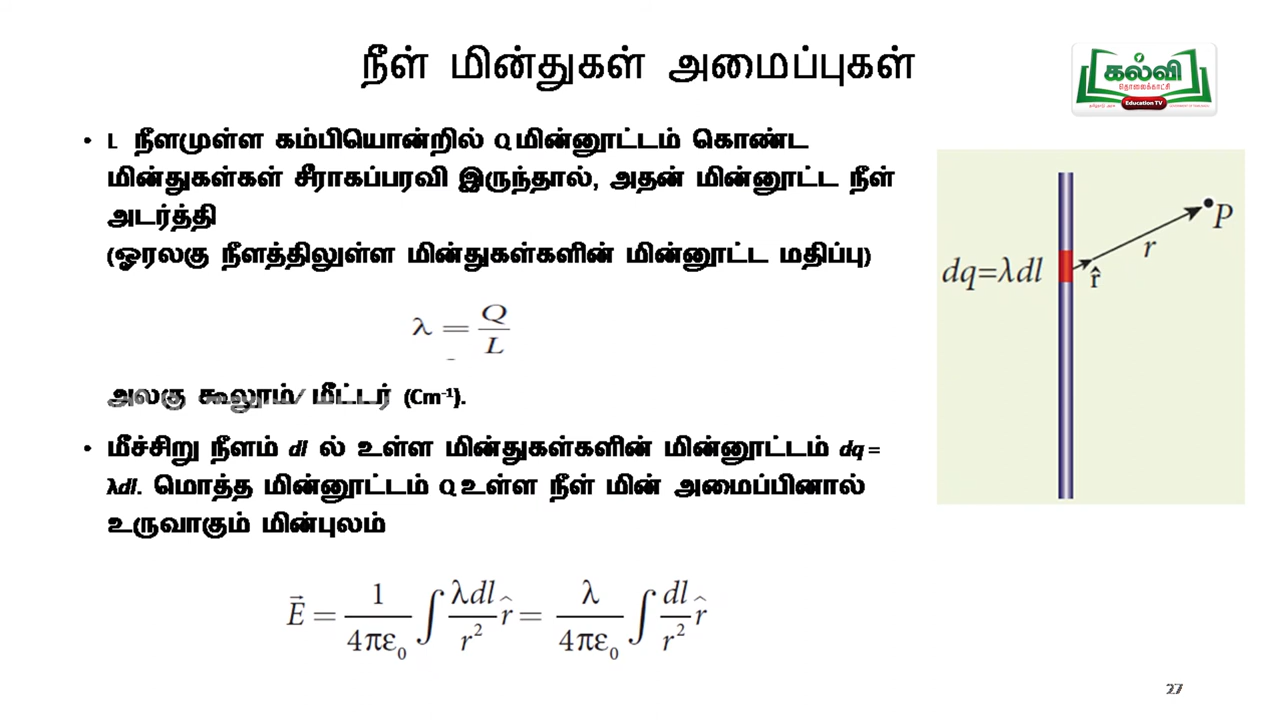 நீள் மின்துகள் அமைப்புகள்
கல்வி
தொலைக்காட்சி
Education TV
• L நீளமுள்ள கம்பியொன்றில் Q மின்னூட்டம் கொண்ட
மின்துகள்கள் சீராகப்பரவி இருந்தால், அதன் மின்னூட்ட நீள்
அடர்த்தி
(ஓரலகு நீளத்திலுள்ள மின்துகள்களின் மின்னூட்ட மதிப்பு)
λ = Q/L
அலகு கூலூம்/ மீட்டர் (Cm⁻¹).
• மீச்சிறு நீளம் dl ல் உள்ள மின்துகள்களின் மின்னூட்டம் dq =
λdl. மொத்த மின்னூட்டம் Q உள்ள நீள் மின் அமைப்பினால்
உருவாகும் மின்புலம்
E⃗ = 1/4πε₀ ∫ λdl/r² r̂ = λ/4πε₀ ∫ dl/r² r̂
P
r
dq=λdl
r̂
27